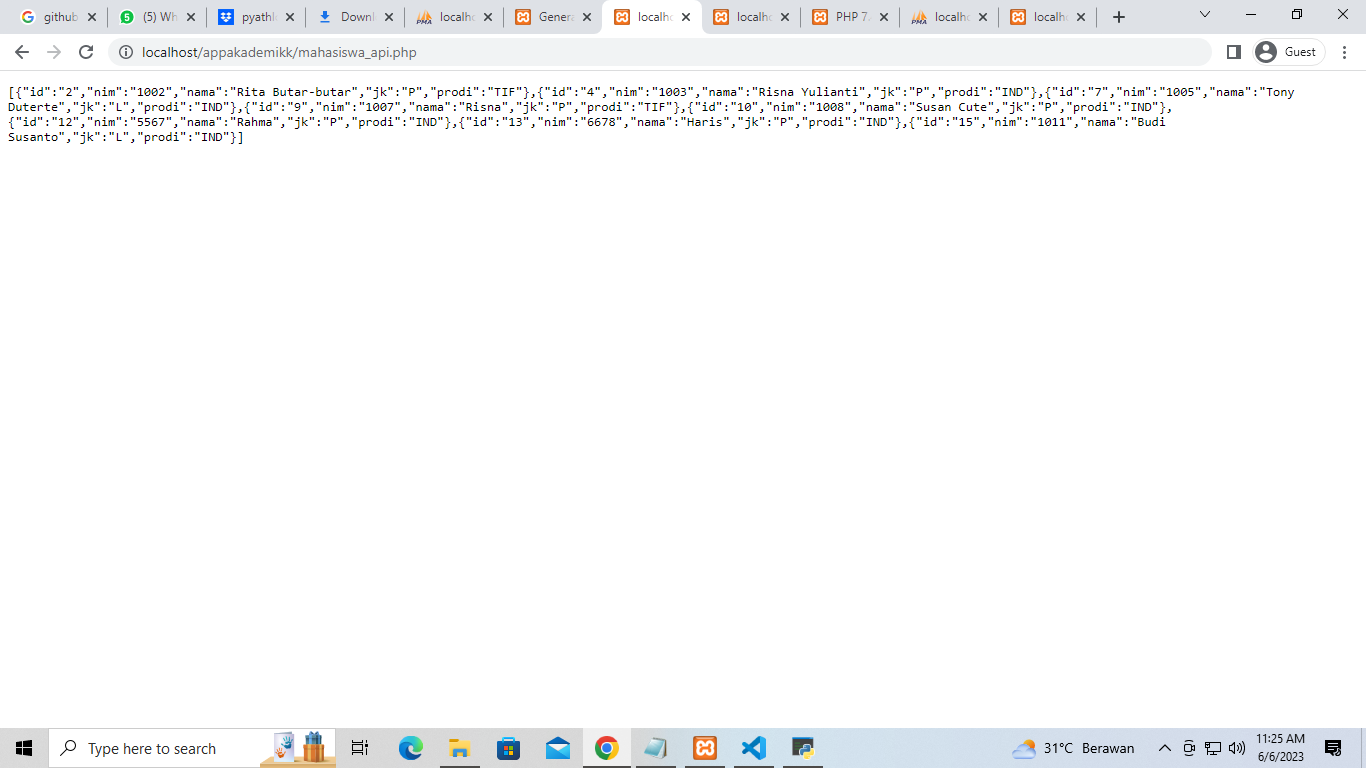 github
(5) Wh
pyathl
Downl
localho
Genera
localho
localho
PHP 7.
localho
localho
localhost/appakademikk/mahasiswa_api.php
Guest
[{"id":"2","nim":"1002","nama":"Rita Butar-butar","jk":"P","prodi":"TIF"},{"id":"4","nim":"1003","nama":"Risna Yulianti","jk":"P","prodi":"IND"},{"id":"7","nim":"1005","nama":"Tony
Duterte","jk":"L","prodi":"IND"},{"id":"9","nim":"1007","nama":"Risna","jk":"P","prodi":"TIF"},{"id":"10","nim":"1008","nama":"Susan Cute","jk":"P","prodi":"IND"},
{"id":"12","nim":"5567","nama":"Rahma","jk":"P","prodi":"IND"},{"id":"13","nim":"6678","nama":"Haris","jk":"P","prodi":"IND"},{"id":"15","nim":"1011","nama":"Budi
Susanto","jk":"L","prodi":"IND"}]
Type here to search
31°C Berawan
11:25 AM
6/6/2023